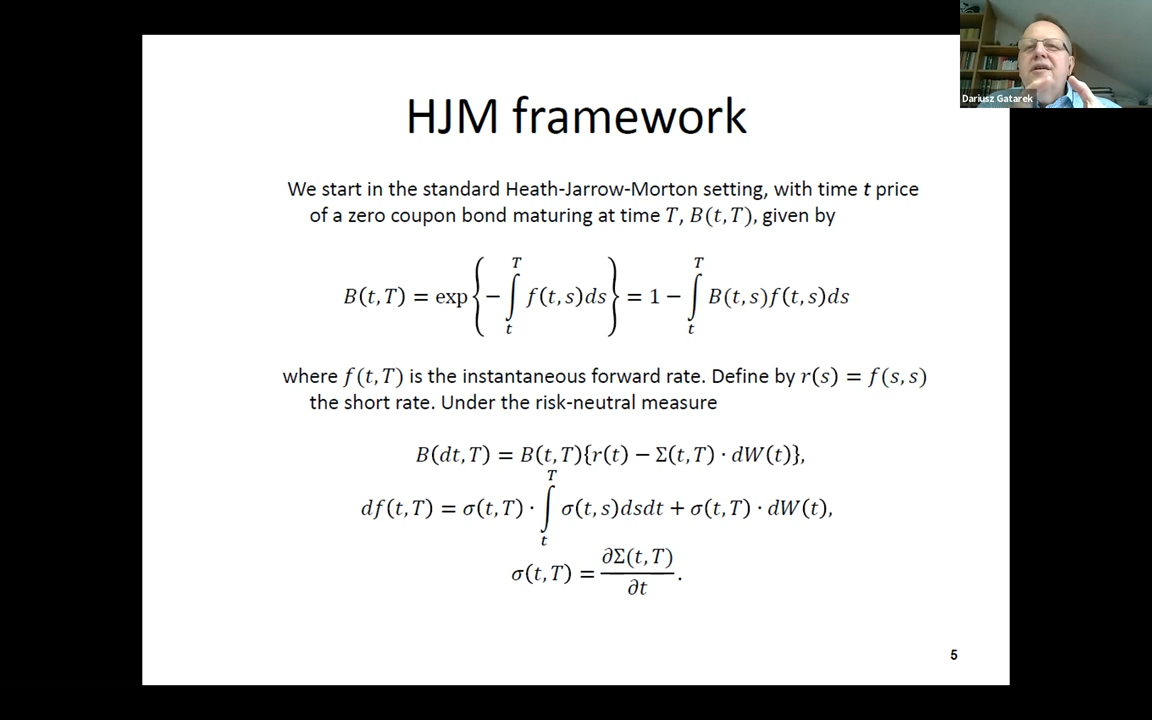 Dariusz Gatarek
HJM framework
We start in the standard Heath-Jarrow-Morton setting, with time t price
of a zero coupon bond maturing at time T, B(t,T), given by
B(t,T) = exp{−∫_t^T f(t,s)ds} = 1 − ∫_t^T B(t,s)f(t,s)ds
where f(t,T) is the instantaneous forward rate. Define by r(s) = f(s,s)
the short rate. Under the risk-neutral measure
B(dt,T) = B(t,T){r(t) − Σ(t,T) · dW(t)},
df(t,T) = σ(t,T) · ∫_t^T σ(t,s)dsdt + σ(t,T) · dW(t),
σ(t,T) = ∂Σ(t,T)/∂t.
5